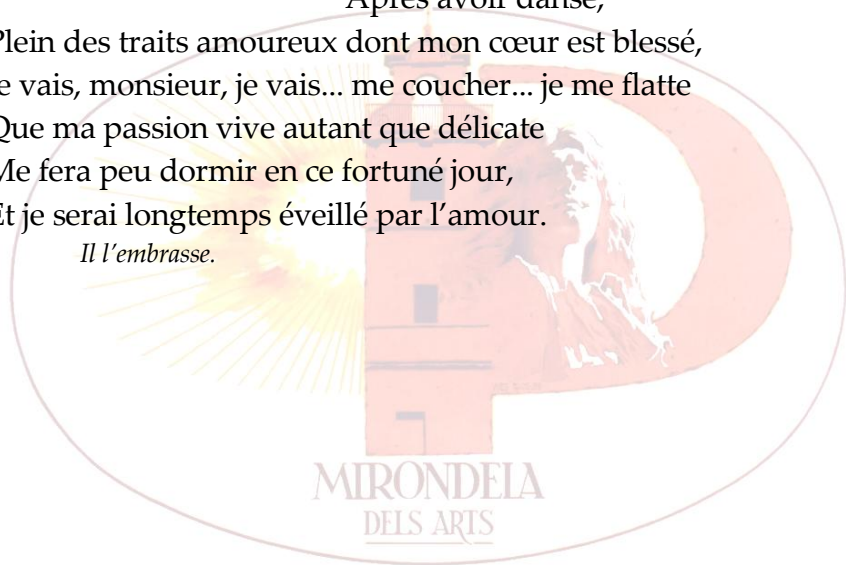 Après avoir dansé,
Plein des traits amoureux dont mon cœur est blessé,
Je vais, monsieur, je vais... me coucher... je me flatte
Que ma passion vive autant que délicate
Me fera peu dormir en ce fortuné jour,
Et je serai longtemps éveillé par l’amour.
Il l’embrasse.
MIRONDELA
DELS ARTS